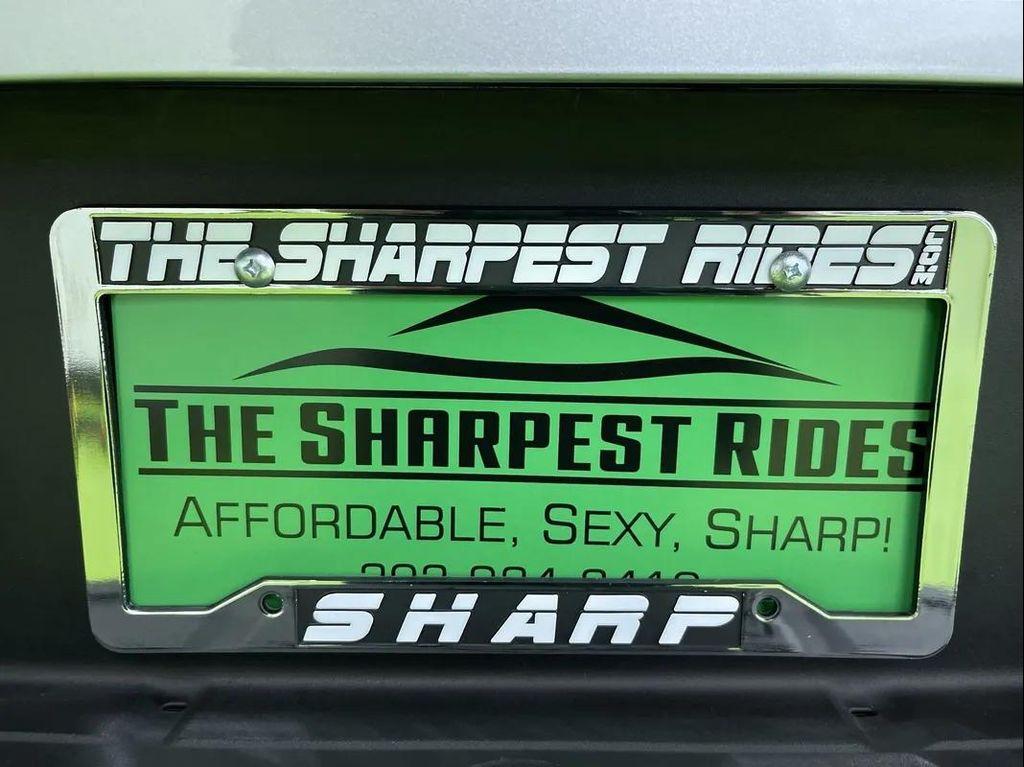 THE SHARPEST RIDES.COM
THE SHARPEST RIDES
AFFORDABLE, SEXY, SHARP!
SHARP